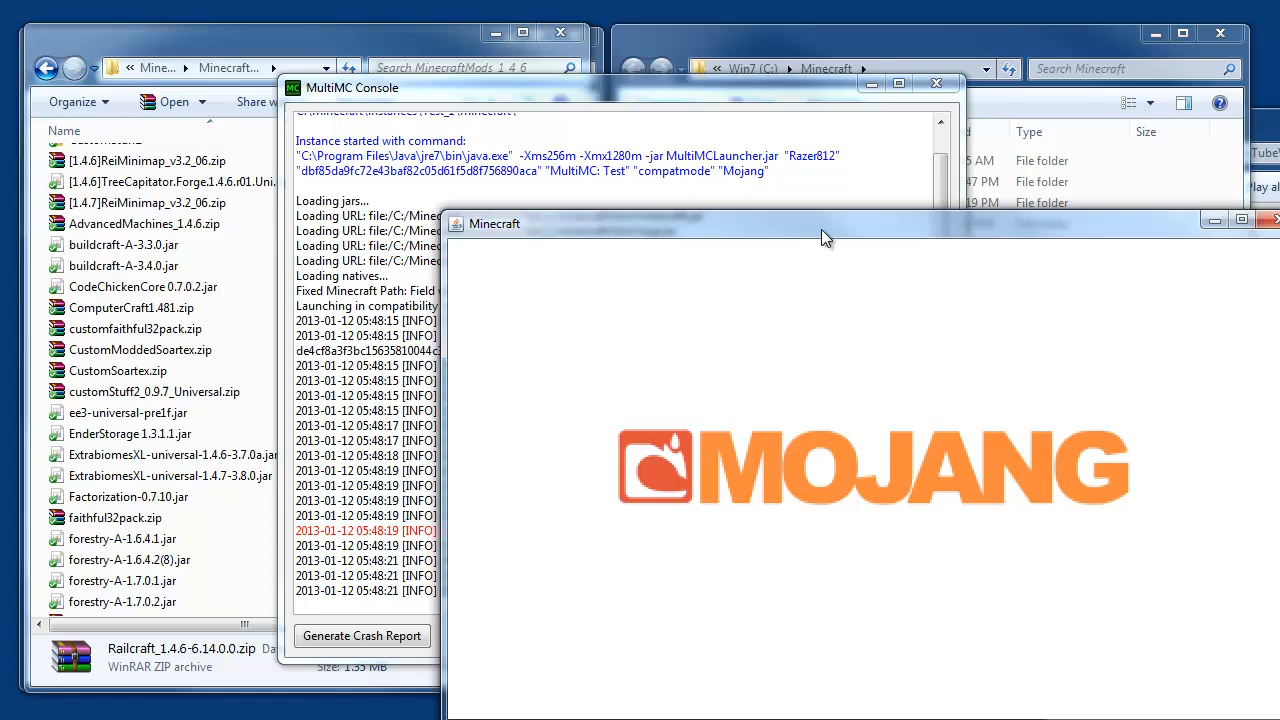 Mine...
Minecraft...
Search MinecraftMods_1_4_6
Win7 (C:)
Minecraft
Search Minecraft
Organize
Open
Share w
Name
[1.4.6]ReiMinimap_v3.2_06.zip
[1.4.6]TreeCapitator.Forge.1.4.6.r01.Uni.
[1.4.7]ReiMinimap_v3.2_06.zip
AdvancedMachines_1.4.6.zip
buildcraft-A-3.3.0.jar
buildcraft-A-3.4.0.jar
CodeChickenCore 0.7.0.2.jar
ComputerCraft1.481.zip
customfaithful32pack.zip
CustomModdedSoartex.zip
CustomSoartex.zip
customStuff2_0.9.7_Universal.zip
ee3-universal-pre1f.jar
EnderStorage 1.3.1.1.jar
ExtrabiomesXL-universal-1.4.6-3.7.0a.jar
ExtrabiomesXL-universal-1.4.7-3.8.0.jar
Factorization-0.7.10.jar
faithful32pack.zip
forestry-A-1.6.4.1.jar
forestry-A-1.6.4.2(8).jar
forestry-A-1.7.0.1.jar
forestry-A-1.7.0.2.jar
Railcraft_1.4.6-6.14.0.0.zip
WinRAR ZIP archive
Size: 1.35 MB
MultiMC Console
Instance started with command:
"C:\Program Files\Java\jre7\bin\java.exe" -Xms256m -Xmx1280m -jar MultiMCLauncher.jar "Razer812"
"dbf85da9fc72e43baf82c05d61f5d8f756890aca" "MultiMC: Test" "compatmode" "Mojang"
Loading jars...
Loading URL: file:/C:/Minec
Loading URL: file:/C:/Minec
Loading URL: file:/C:/Minec
Loading URL: file:/C:/Minec
Loading natives...
Fixed Minecraft Path: Field
Launching in compatibility
2013-01-12 05:48:15 [INFO]
2013-01-12 05:48:15 [INFO]
de4cf8a3f3bc15635810044c
2013-01-12 05:48:15 [INFO]
2013-01-12 05:48:15 [INFO]
2013-01-12 05:48:15 [INFO]
2013-01-12 05:48:15 [INFO]
2013-01-12 05:48:17 [INFO]
2013-01-12 05:48:17 [INFO]
2013-01-12 05:48:18 [INFO]
2013-01-12 05:48:19 [INFO]
2013-01-12 05:48:19 [INFO]
2013-01-12 05:48:19 [INFO]
2013-01-12 05:48:19 [INFO]
2013-01-12 05:48:19 [INFO]
2013-01-12 05:48:19 [INFO]
2013-01-12 05:48:21 [INFO]
2013-01-12 05:48:21 [INFO]
2013-01-12 05:48:21 [INFO]
Generate Crash Report
Type
Size
5 AM File folder
47 PM File folder
19 PM File folder
Tube'
lay al
Minecraft
MOJANG